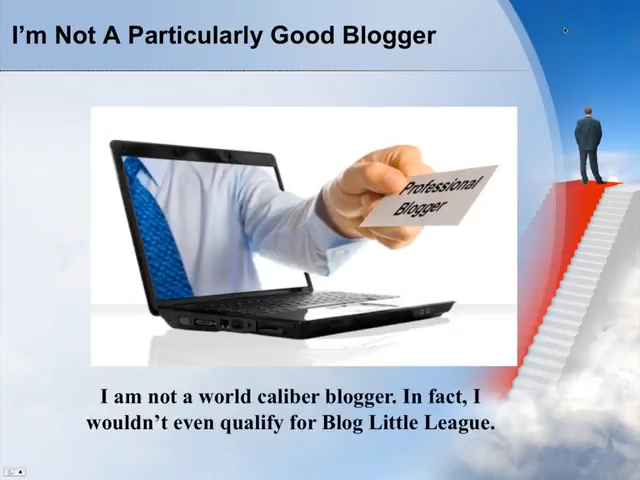 I'm Not A Particularly Good Blogger
Professional
Blogger
I am not a world caliber blogger. In fact, I
wouldn't even qualify for Blog Little League.